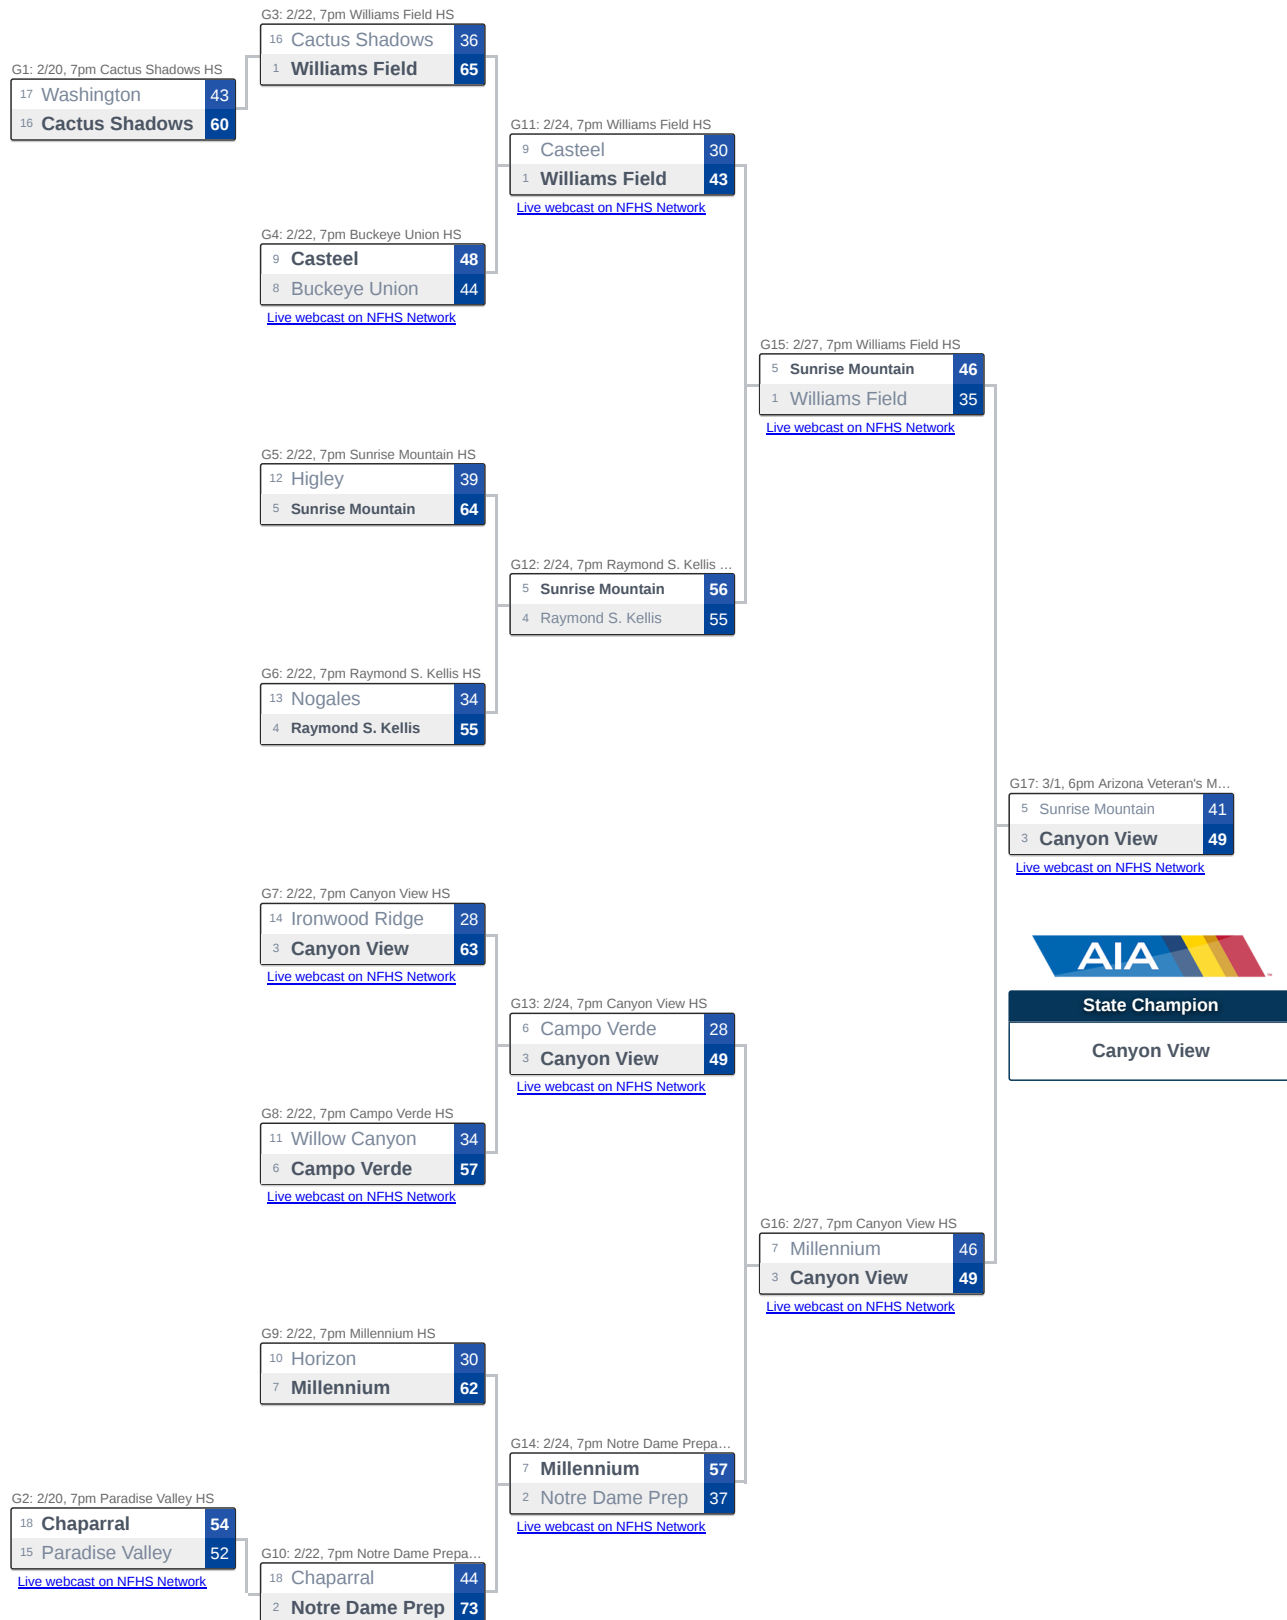 G1: 2/20, 7pm Cactus Shadows HS
17 Washington 43
16 Cactus Shadows 60
G2: 2/20, 7pm Paradise Valley HS
18 Chaparral 54
15 Paradise Valley 52
Live webcast on NFHS Network
G3: 2/22, 7pm Williams Field HS
16 Cactus Shadows 36
1 Williams Field 65
G4: 2/22, 7pm Buckeye Union HS
9 Casteel 48
8 Buckeye Union 44
Live webcast on NFHS Network
G5: 2/22, 7pm Sunrise Mountain HS
12 Higley 39
5 Sunrise Mountain 64
G6: 2/22, 7pm Raymond S. Kellis HS
13 Nogales 34
4 Raymond S. Kellis 55
G7: 2/22, 7pm Canyon View HS
14 Ironwood Ridge 28
3 Canyon View 63
Live webcast on NFHS Network
G8: 2/22, 7pm Campo Verde HS
11 Willow Canyon 34
6 Campo Verde 57
Live webcast on NFHS Network
G9: 2/22, 7pm Millennium HS
10 Horizon 30
7 Millennium 62
G10: 2/22, 7pm Notre Dame Prepa…
18 Chaparral 44
2 Notre Dame Prep 73
G11: 2/24, 7pm Williams Field HS
9 Casteel 30
1 Williams Field 43
Live webcast on NFHS Network
G12: 2/24, 7pm Raymond S. Kellis …
5 Sunrise Mountain 56
4 Raymond S. Kellis 55
G13: 2/24, 7pm Canyon View HS
6 Campo Verde 28
3 Canyon View 49
Live webcast on NFHS Network
G14: 2/24, 7pm Notre Dame Prepa…
7 Millennium 57
2 Notre Dame Prep 37
Live webcast on NFHS Network
G15: 2/27, 7pm Williams Field HS
5 Sunrise Mountain 46
1 Williams Field 35
Live webcast on NFHS Network
G16: 2/27, 7pm Canyon View HS
7 Millennium 46
3 Canyon View 49
Live webcast on NFHS Network
G17: 3/1, 6pm Arizona Veteran's M…
5 Sunrise Mountain 41
3 Canyon View 49
Live webcast on NFHS Network
AIA
State Champion
Canyon View